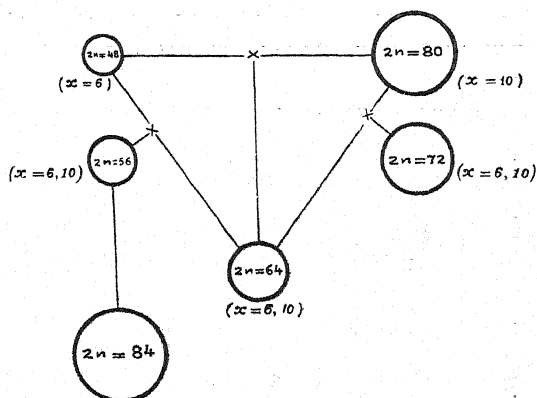 2n=48
×
2n=80
(x=6)
(x=10)
×
×
2n=56
(x=6,10)
2n=72
(x=6,10)
2n=64
(x=6,10)
2n=84